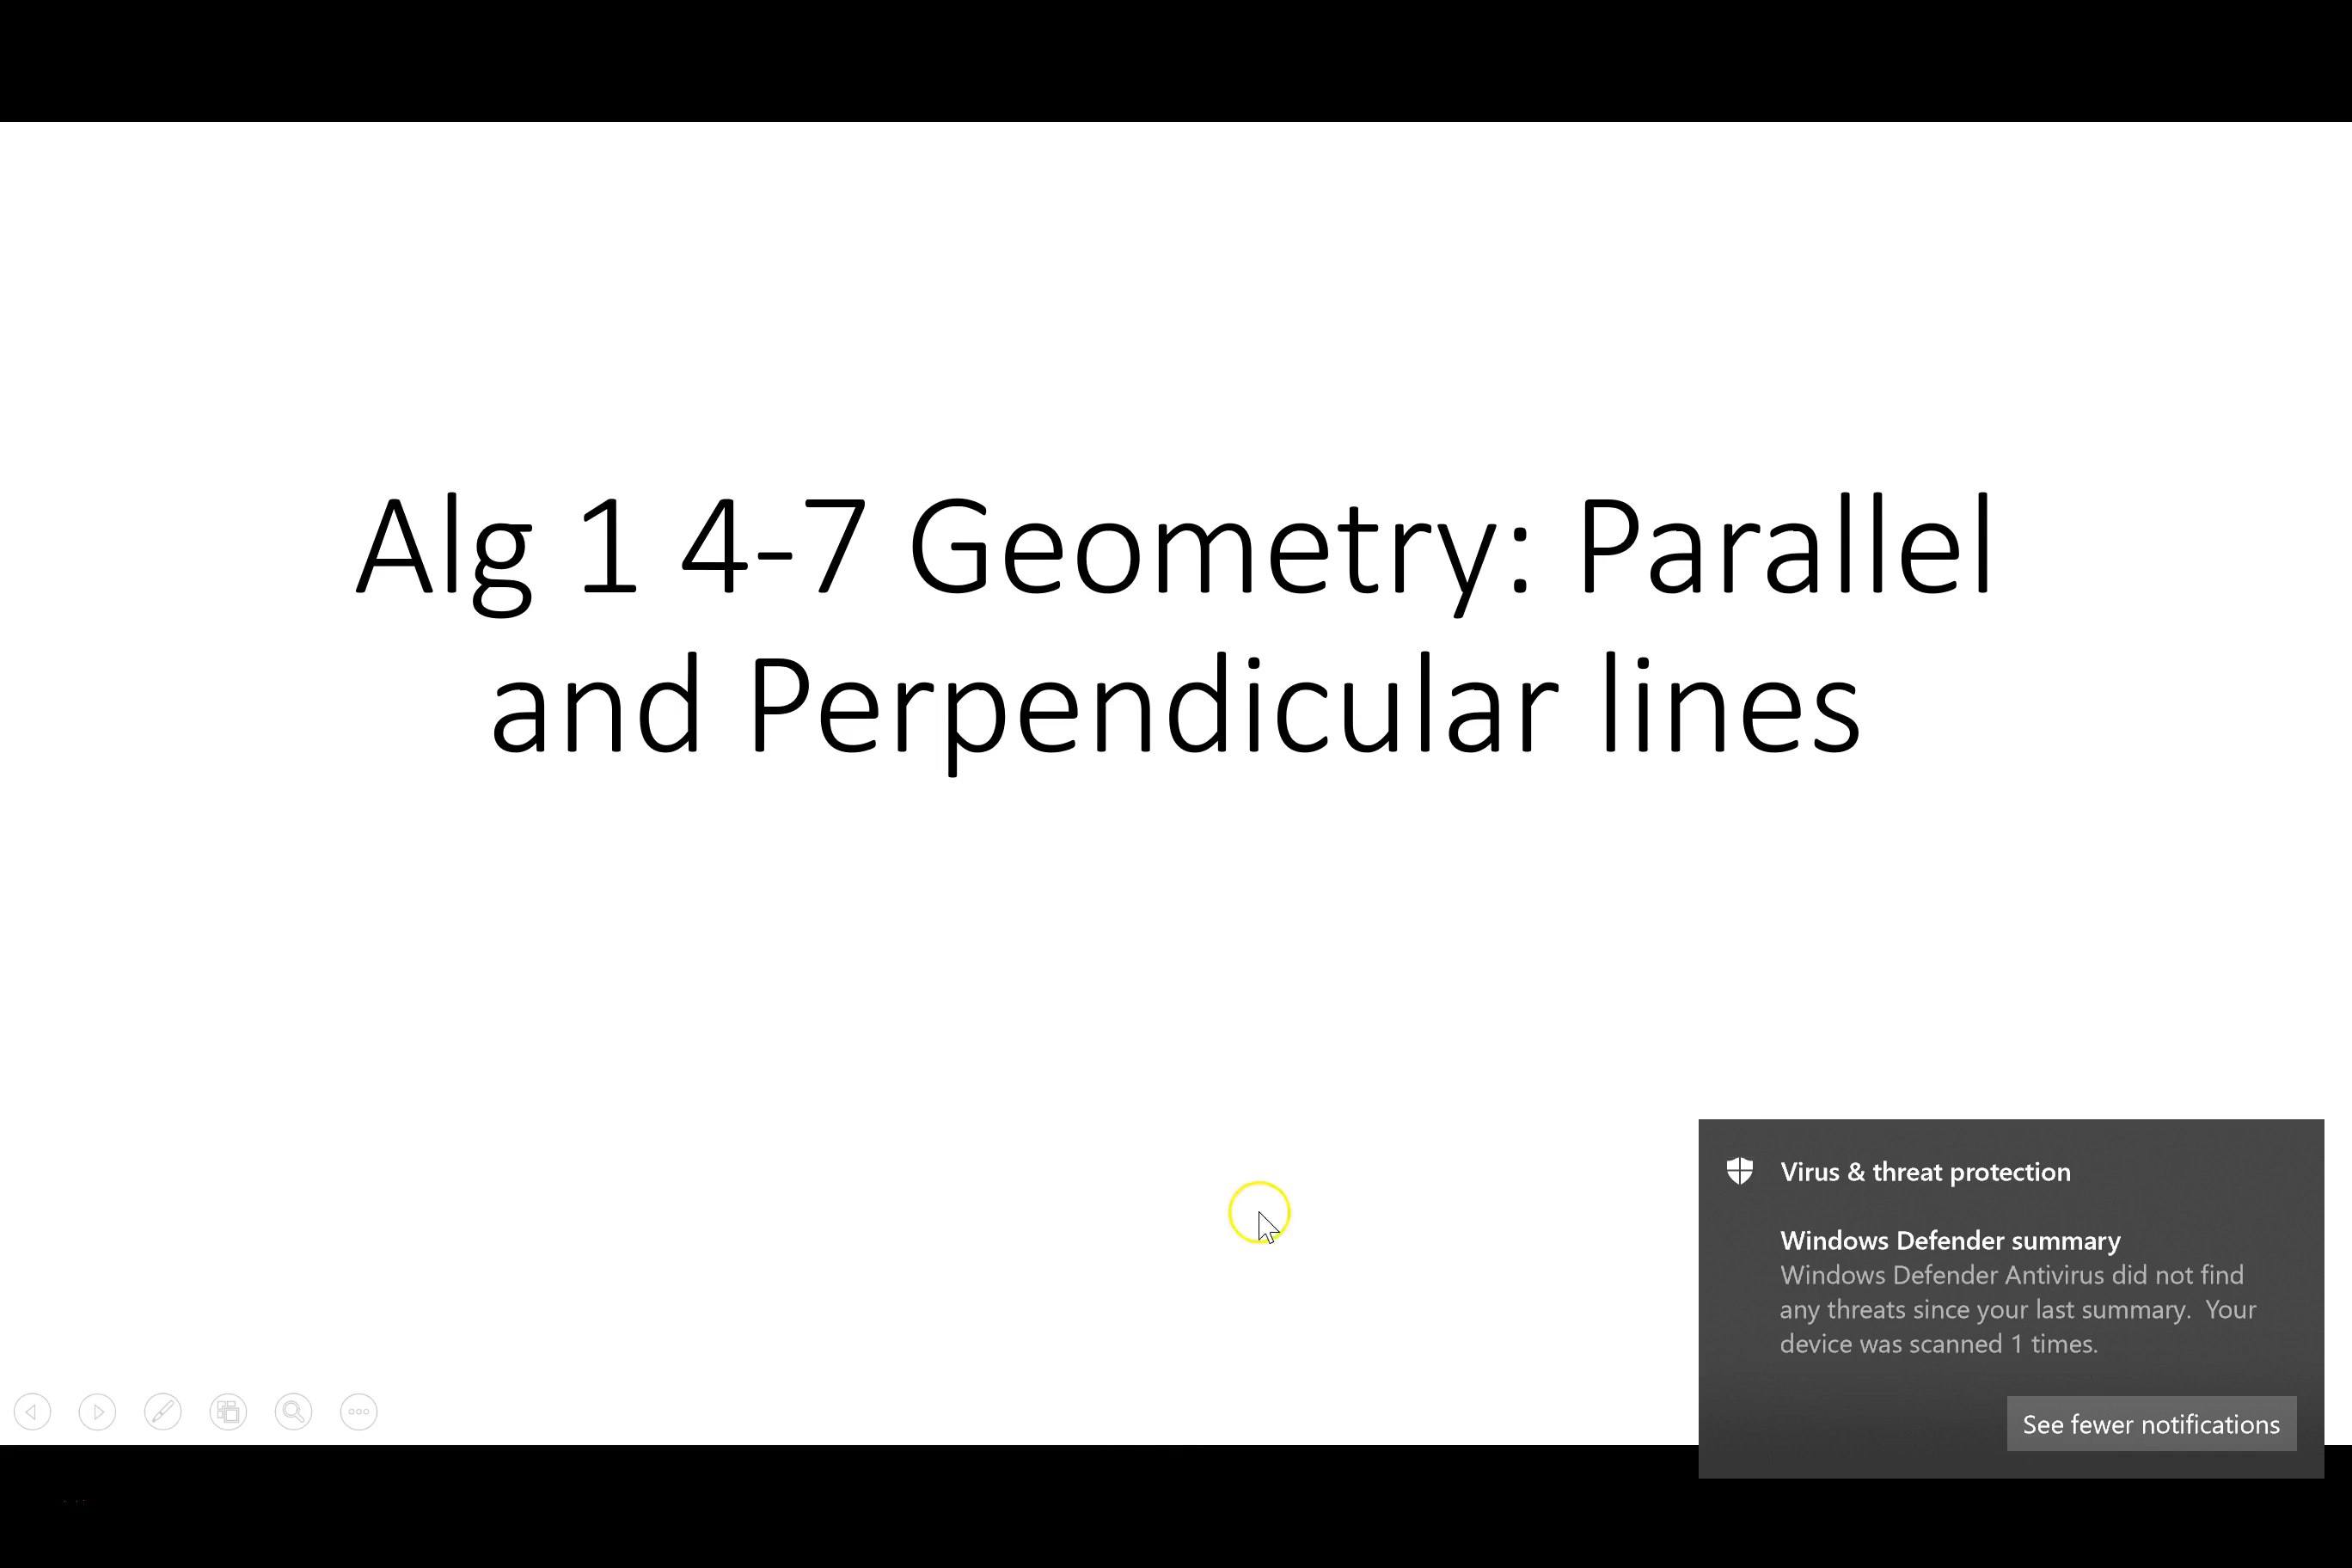 Alg 1 4-7 Geometry: Parallel
and Perpendicular lines
Virus & threat protection
Windows Defender summary
Windows Defender Antivirus did not find
any threats since your last summary.  Your
device was scanned 1 times.
See fewer notifications